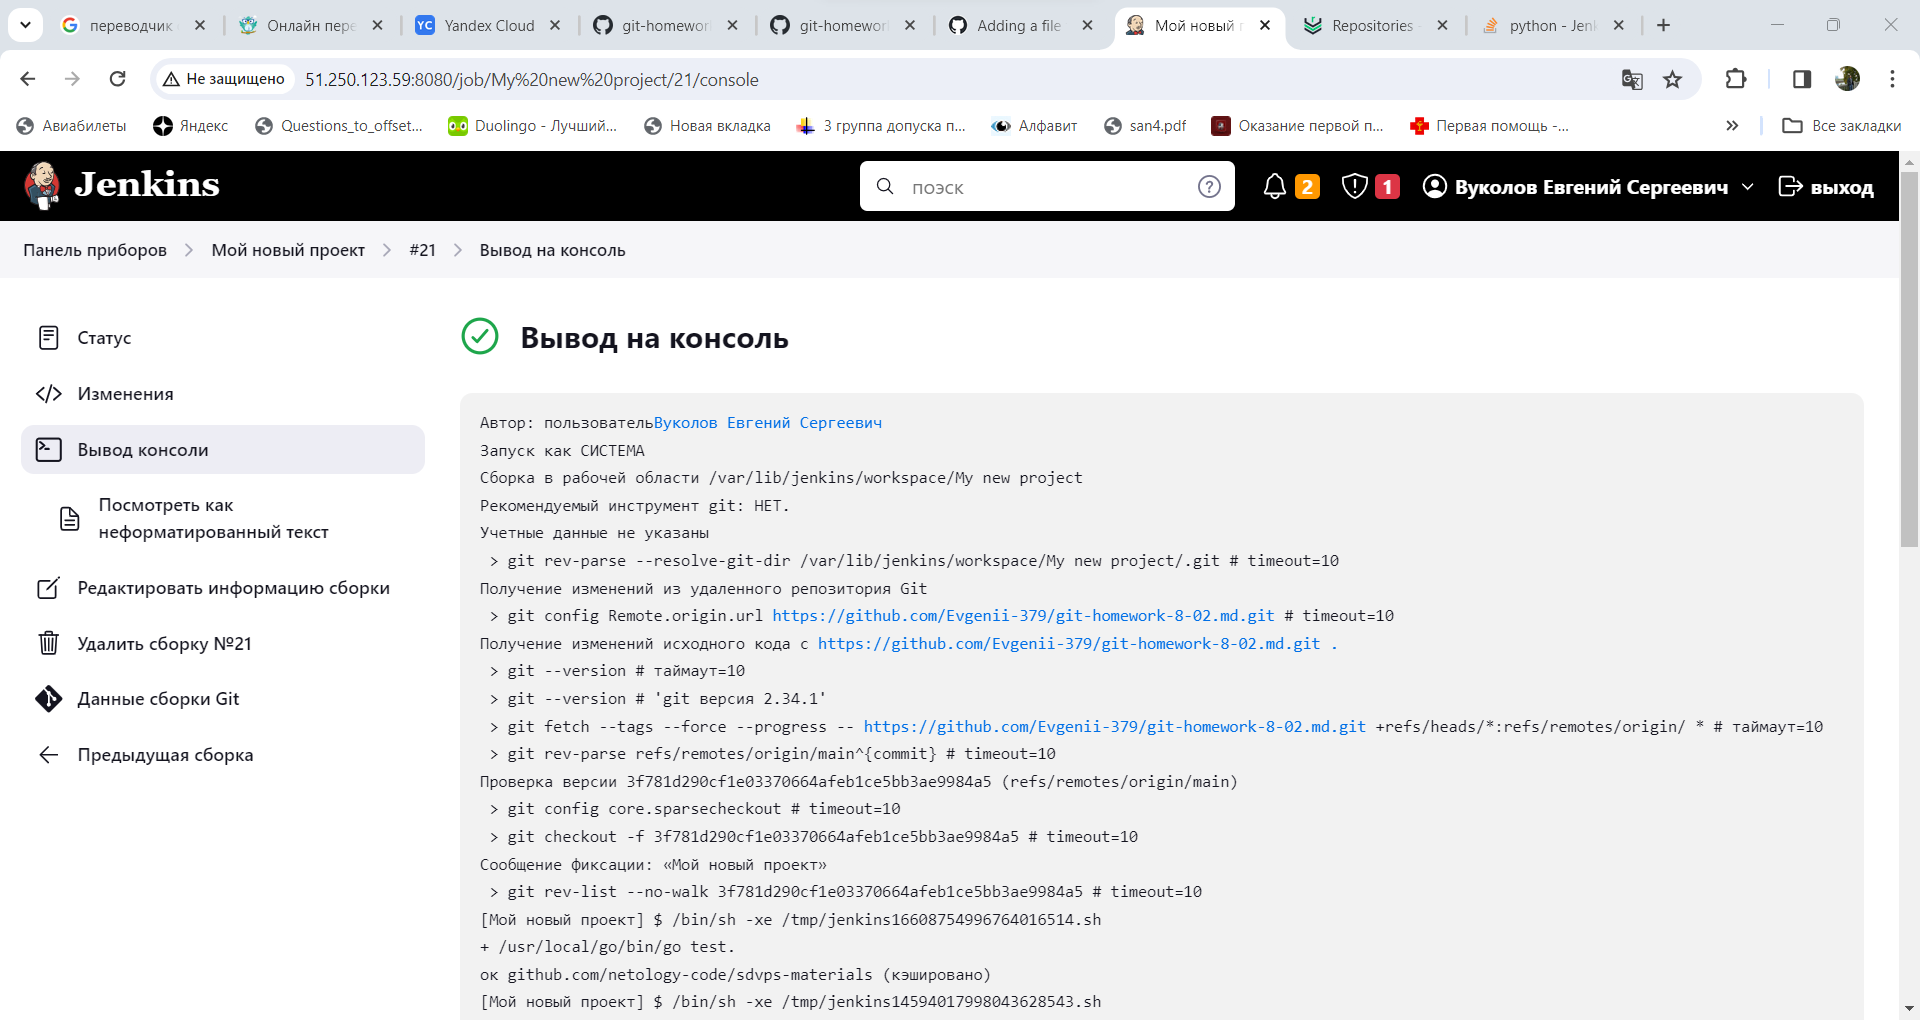 переводчик
Онлайн пере
Yandex Cloud
git-homework
git-homework
Adding a file
Мой новый п
Repositories -
python - Jenk
Не защищено
51.250.123.59:8080/job/My%20new%20project/21/console
Авиабилеты
Яндекс
Questions_to_offset...
Duolingo - Лучший...
Новая вкладка
3 группа допуска п...
Алфавит
san4.pdf
Оказание первой п...
Первая помощь -...
Все закладки
Jenkins
поэск
2
1
Вуколов Евгений Сергеевич
выход
Панель приборов
Мой новый проект
#21
Вывод на консоль
Статус
Изменения
Вывод консоли
Посмотреть как
неформатированный текст
Редактировать информацию сборки
Удалить сборку №21
Данные сборки Git
Предыдущая сборка
Вывод на консоль
Автор: пользовательВуколов Евгений Сергеевич
Запуск как СИСТЕМА
Сборка в рабочей области /var/lib/jenkins/workspace/My new project
Рекомендуемый инструмент git: НЕТ.
Учетные данные не указаны
> git rev-parse --resolve-git-dir /var/lib/jenkins/workspace/My new project/.git # timeout=10
Получение изменений из удаленного репозитория Git
> git config Remote.origin.url https://github.com/Evgenii-379/git-homework-8-02.md.git # timeout=10
Получение изменений исходного кода с https://github.com/Evgenii-379/git-homework-8-02.md.git .
> git --version # таймаут=10
> git --version # 'git версия 2.34.1'
> git fetch --tags --force --progress -- https://github.com/Evgenii-379/git-homework-8-02.md.git +refs/heads/*:refs/remotes/origin/ * # таймаут=10
> git rev-parse refs/remotes/origin/main^{commit} # timeout=10
Проверка версии 3f781d290cf1e03370664afeb1ce5bb3ae9984a5 (refs/remotes/origin/main)
> git config core.sparsecheckout # timeout=10
> git checkout -f 3f781d290cf1e03370664afeb1ce5bb3ae9984a5 # timeout=10
Сообщение фиксации: «Мой новый проект»
> git rev-list --no-walk 3f781d290cf1e03370664afeb1ce5bb3ae9984a5 # timeout=10
[Мой новый проект] $ /bin/sh -xe /tmp/jenkins16608754996764016514.sh
+ /usr/local/go/bin/go test.
ок github.com/netology-code/sdvps-materials (кэшировано)
[Мой новый проект] $ /bin/sh -xe /tmp/jenkins14594017998043628543.sh